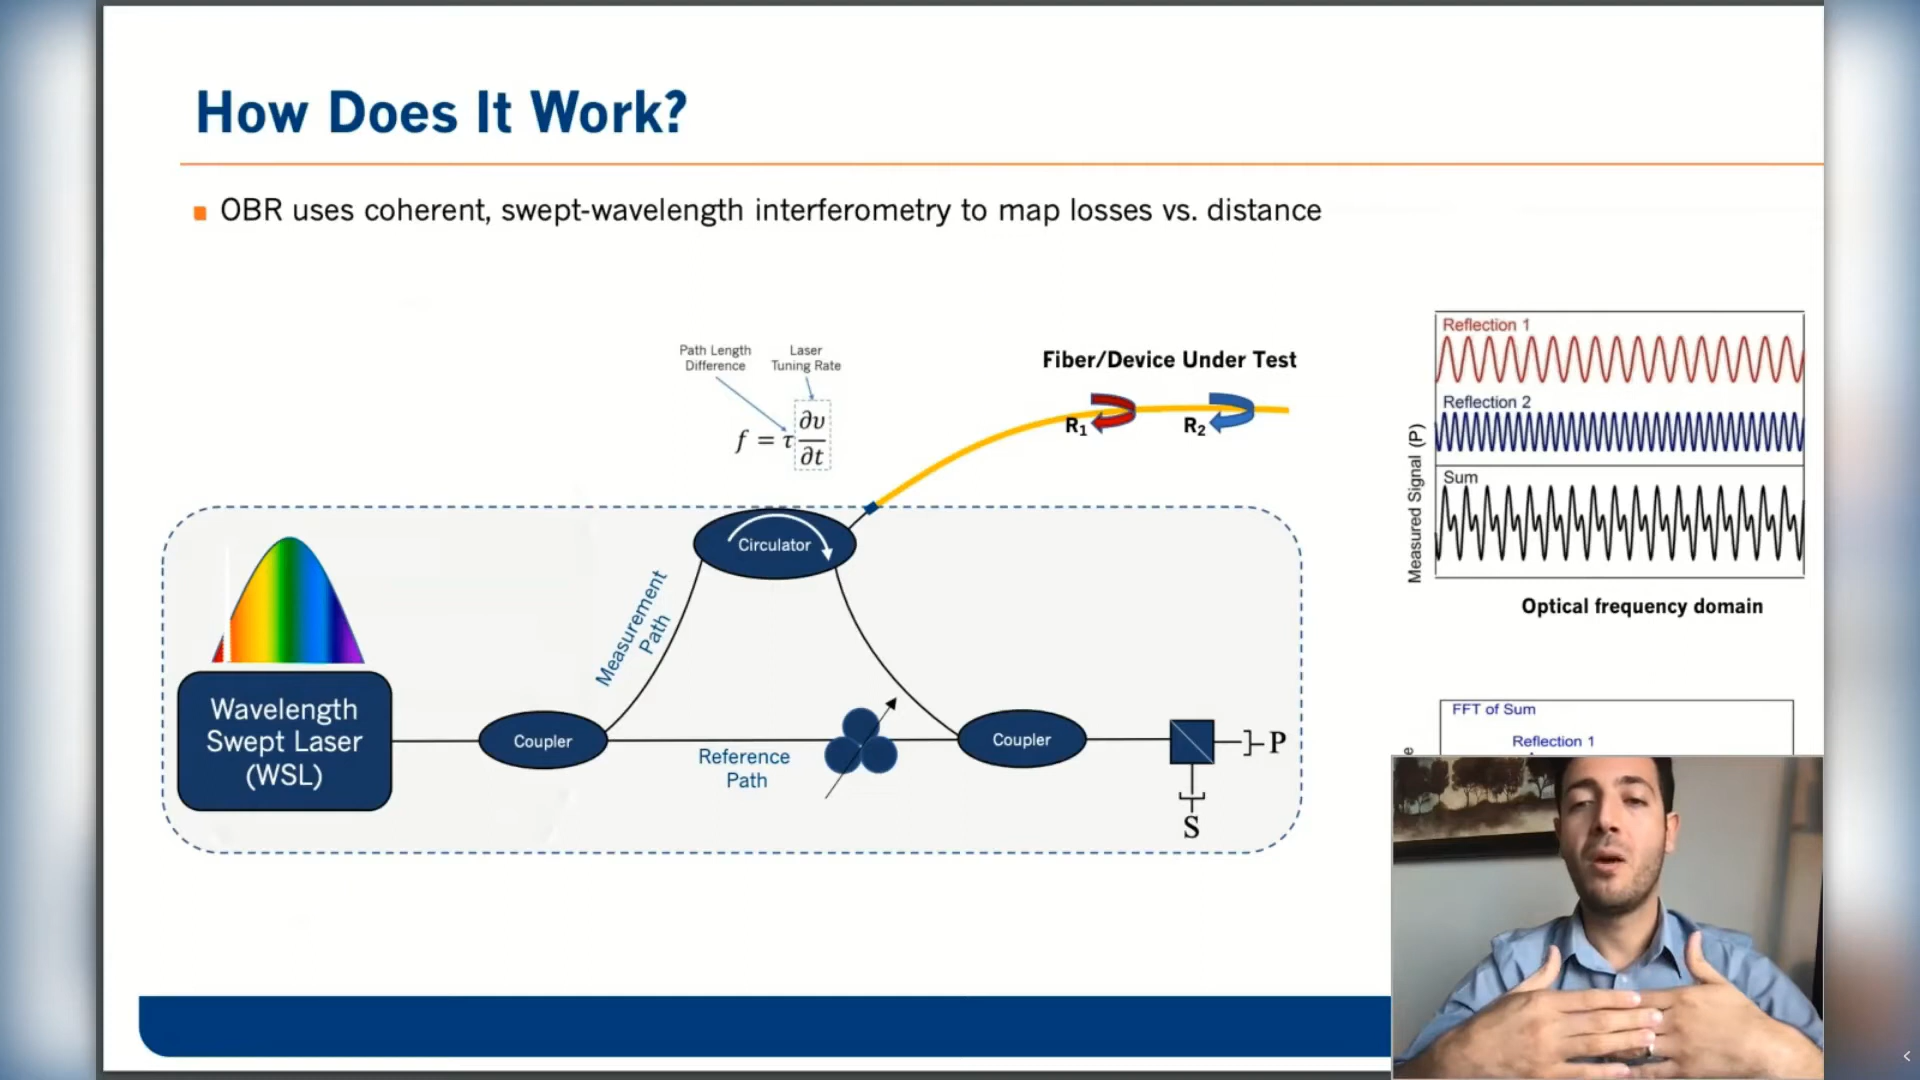 How Does It Work?
OBR uses coherent, swept-wavelength interferometry to map losses vs. distance
Path Length
Difference
Laser
Tuning Rate
f = τ ∂υ/∂t
Fiber/Device Under Test
R1
R2
Circulator
Measurement
Path
Wavelength
Swept Laser
(WSL)
Coupler
Reference
Path
Coupler
P
S
Reflection 1
Reflection 2
Sum
Measured Signal (P)
Optical frequency domain
FFT of Sum
Reflection 1